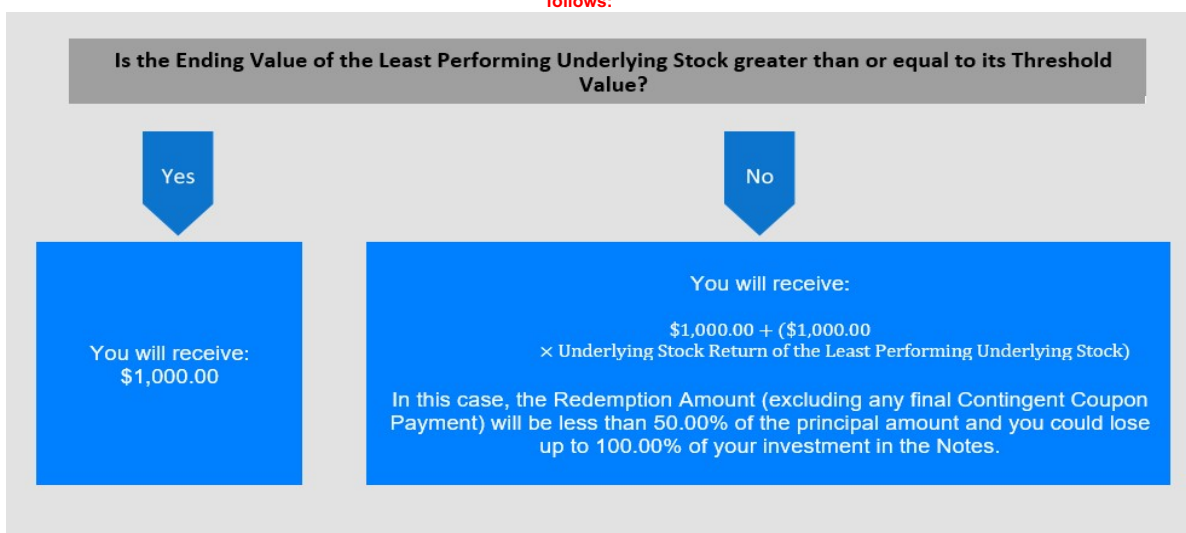 follows:
Is the Ending Value of the Least Performing Underlying Stock greater than or equal to its Threshold
Value?
Yes
No
You will receive:
$1,000.00
You will receive:
$1,000.00 + ($1,000.00
× Underlying Stock Return of the Least Performing Underlying Stock)
In this case, the Redemption Amount (excluding any final Contingent Coupon
Payment) will be less than 50.00% of the principal amount and you could lose
up to 100.00% of your investment in the Notes.